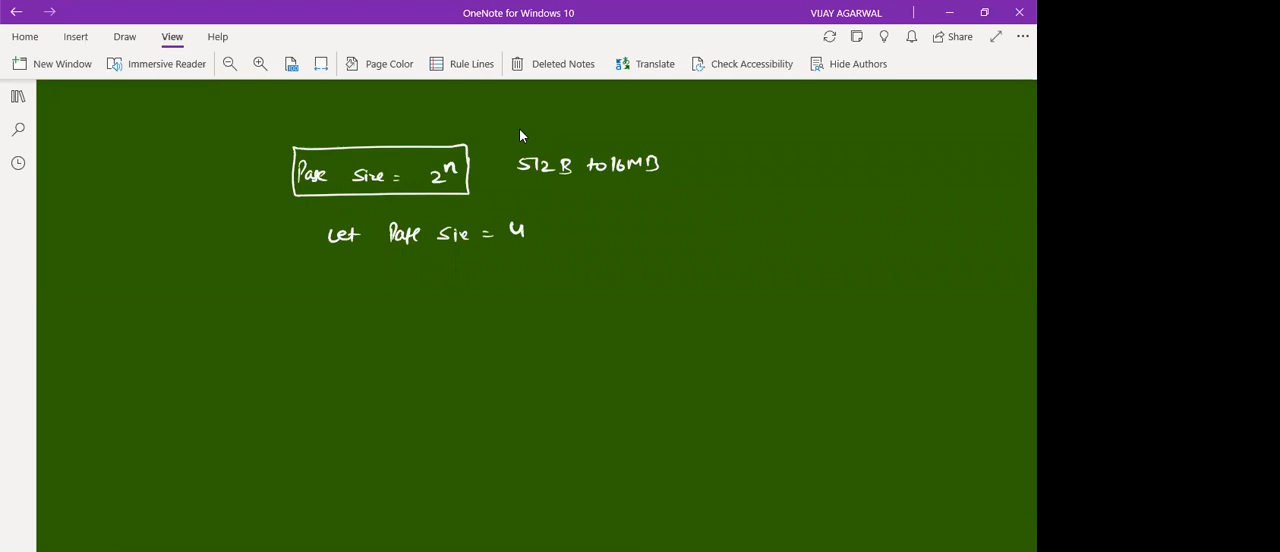 OneNote for Windows 10
VIJAY AGARWAL
Home Insert Draw View Help
Share
New Window Immersive Reader Page Color Rule Lines Deleted Notes Translate Check Accessibility Hide Authors
Page Size = 2^n 512 B to 16 MB
Let Page Size = 4